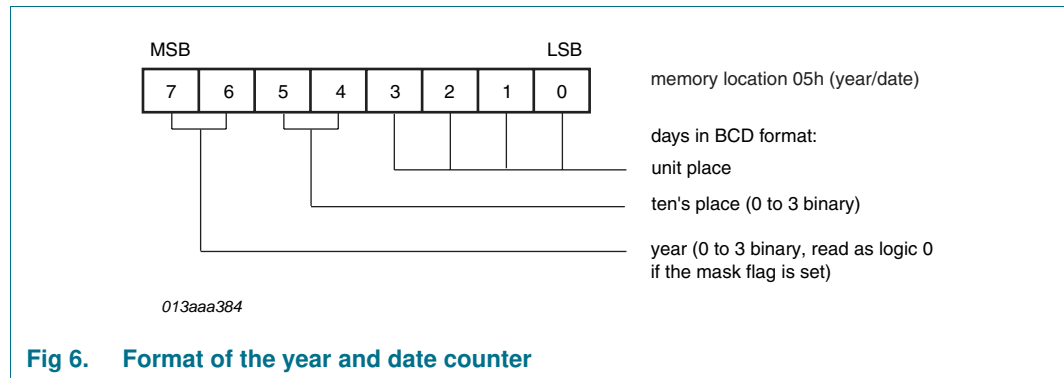 MSB LSB
7 6 5 4 3 2 1 0
memory location 05h (year/date)
days in BCD format:
unit place
ten's place (0 to 3 binary)
year (0 to 3 binary, read as logic 0
if the mask flag is set)
013aaa384
Fig 6. Format of the year and date counter